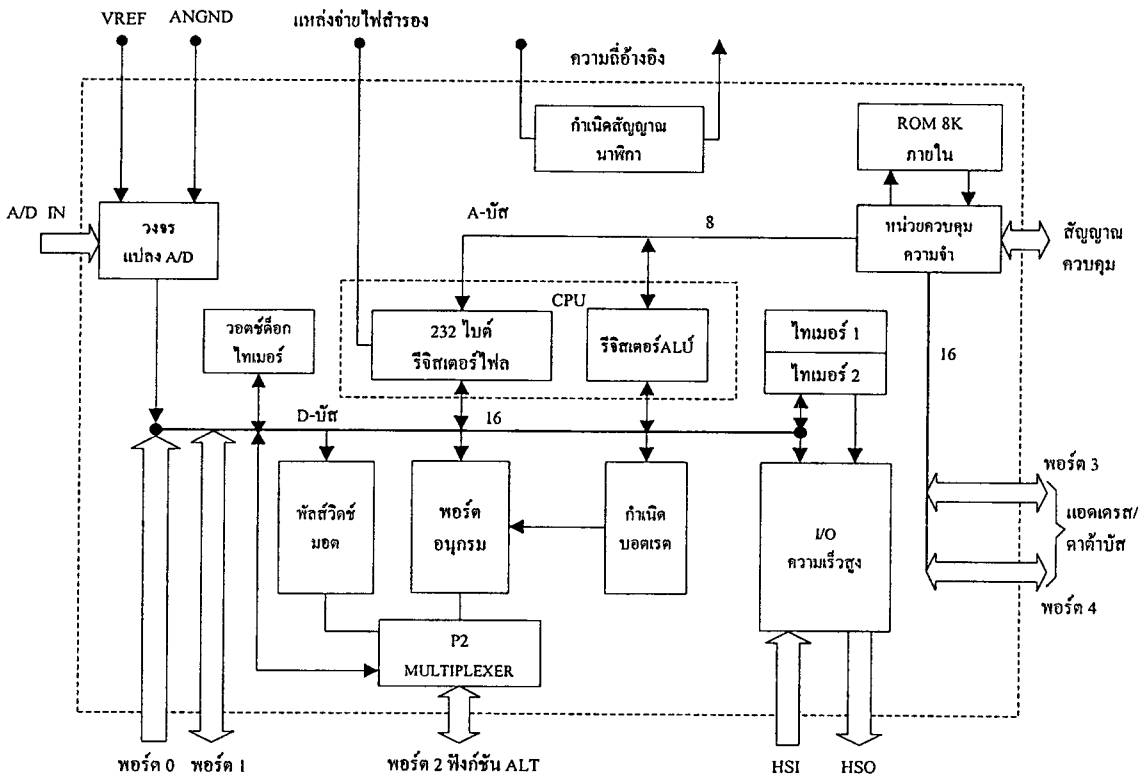 VREF
ANGND
แหล่งจ่ายไฟสำรอง
ความถี่อ้างอิง
กำเนิดสัญญาณ
นาฬิกา
ROM 8K
ภายใน
A/D IN
วงจร
แปลง A/D
A-บัส
8
หน่วยควบคุม
ความจำ
สัญญาณ
ควบคุม
CPU
วอตช์ด็อก
ไทเมอร์
232 ไบต์
รีจิสเตอร์ไฟล
รีจิสเตอร์ALU์
ไทเมอร์ 1
ไทเมอร์ 2
16
D-บัส
16
พัลส์วิดช์
มอด
พอร์ต
อนุกรม
กำเนิด
บอดเรต
I/O
ความเร็วสูง
พอร์ต 3
แอดเดรส/
ดาต้าบัส
พอร์ต 4
P2
MULTIPLEXER
พอร์ต 0
พอร์ต 1
พอร์ต 2 ฟังก์ชัน ALT
HSI
HSO